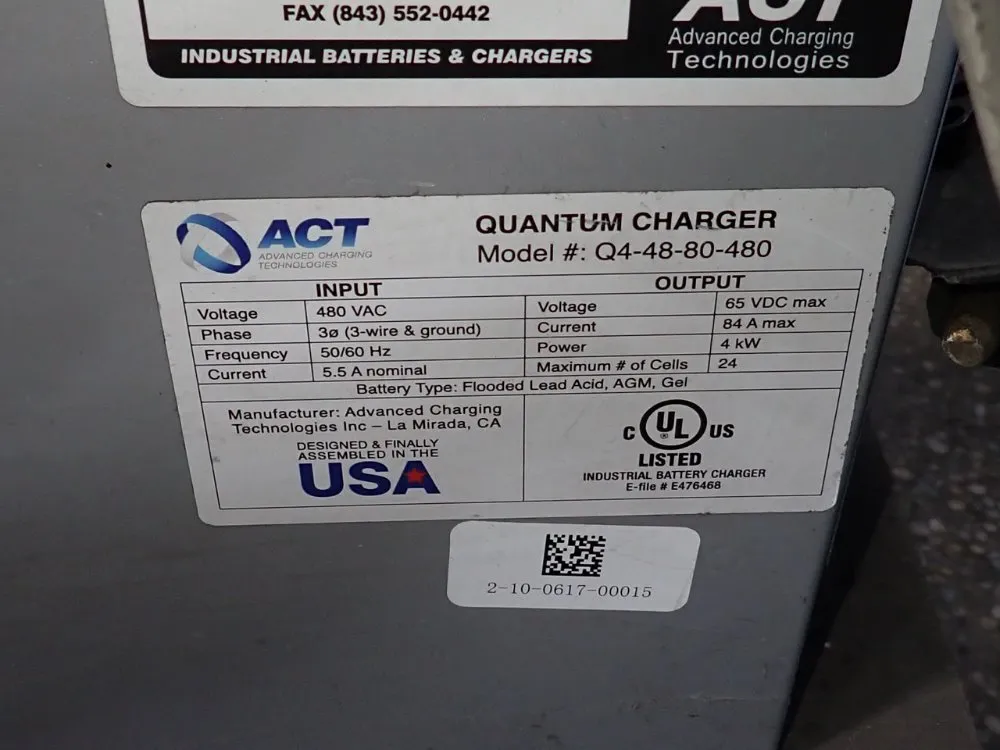 FAX (843) 552-0442
INDUSTRIAL BATTERIES & CHARGERS
ACT
Advanced Charging
Technologies
ACT
ADVANCED CHARGING
TECHNOLOGIES
QUANTUM CHARGER
Model #: Q4-48-80-480
INPUT
Voltage 480 VAC
Phase 3ø (3-wire & ground)
Frequency 50/60 Hz
Current 5.5 A nominal
OUTPUT
Voltage 65 VDC max
Current 84 A max
Power 4 kW
Maximum # of Cells 24
Battery Type: Flooded Lead Acid, AGM, Gel
Manufacturer: Advanced Charging
Technologies Inc – La Mirada, CA
DESIGNED & FINALLY
ASSEMBLED IN THE
USA
C UL US
LISTED
INDUSTRIAL BATTERY CHARGER
E-file # E476468
2-10-0617-00015